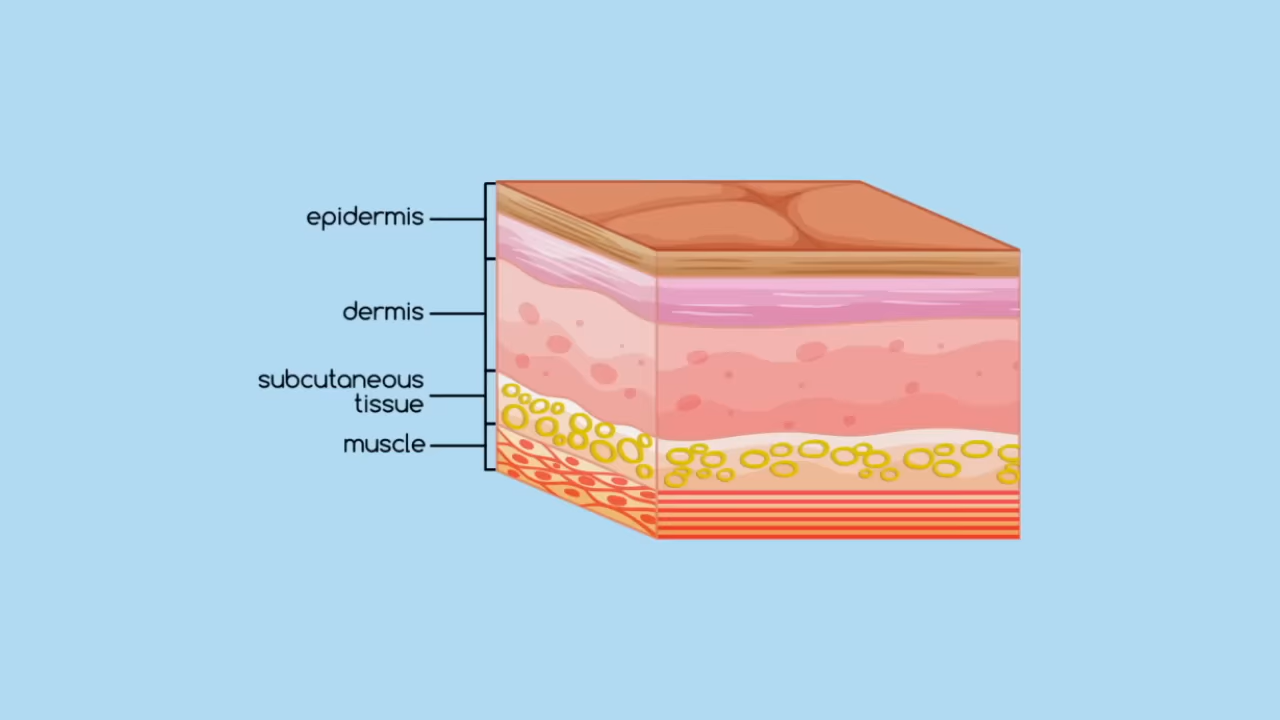 epidermis
dermis
subcutaneous
tissue
muscle